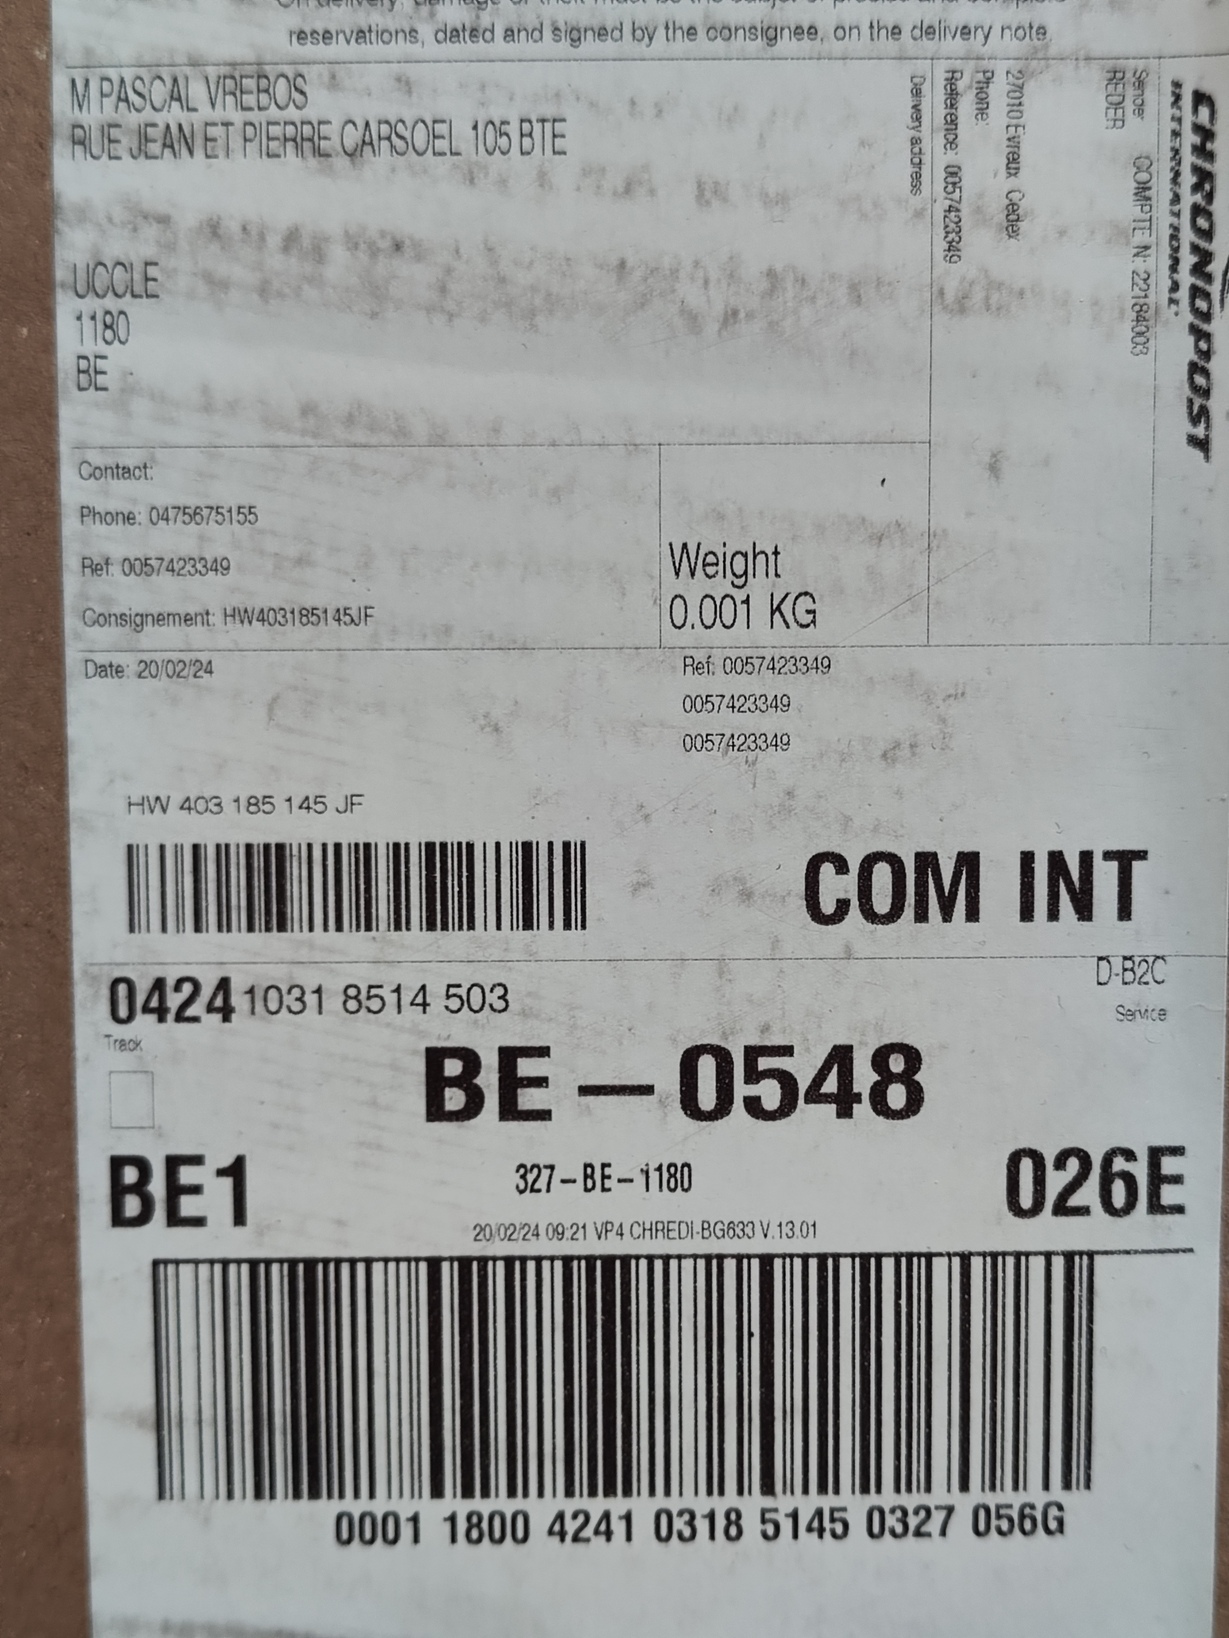 reservations, dated and signed by the consignee, on the delivery note.
M PASCAL VREBOS
RUE JEAN ET PIERRE CARSOEL 105 BTE
UCCLE
1180
BE
Delivery address
CHRONOPOST
INTERNATIONAL
Sender COMPTE N: 22184003
REDER
27010 Evreux Cedex
Phone:
Reference: 0057423349
Contact:
Phone: 0475675155
Ref: 0057423349
Consignement: HW403185145JF
Weight
0.001 KG
Date: 20/02/24
Ref: 0057423349
0057423349
0057423349
HW 403 185 145 JF
COM INT
D-B2C
Service
0424 1031 8514 503
Track
BE-0548
BE1
327-BE-1180
026E
20/02/24 09:21 VP4 CHREDI-BG633 V.13.01
0001 1800 4241 0318 5145 0327 056G